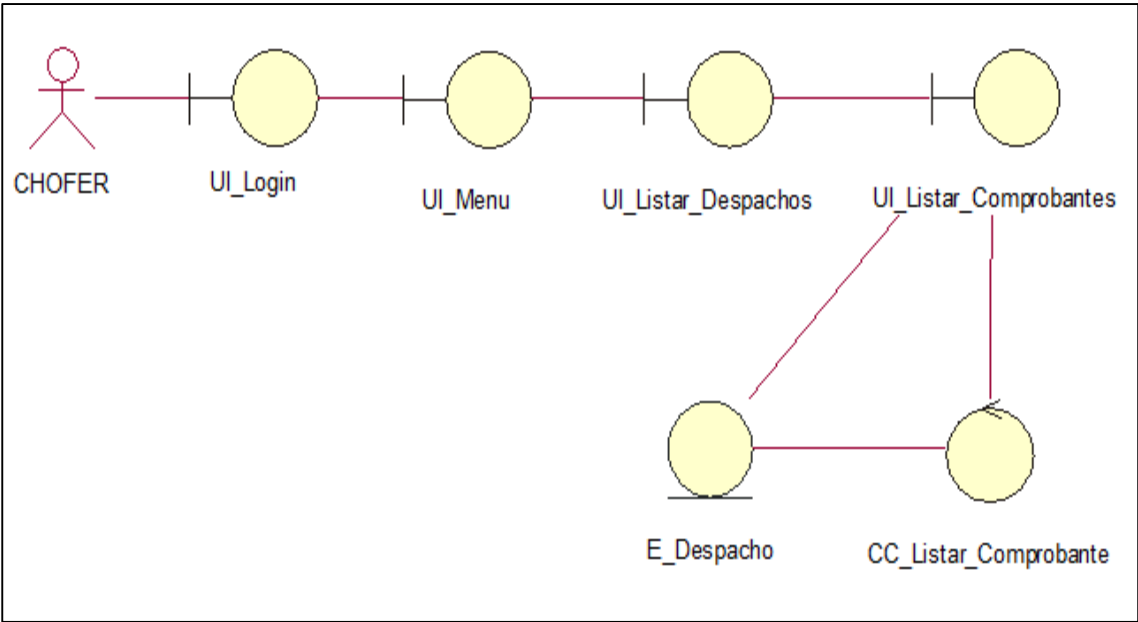 CHOFER
UI_Login
UI_Menu
UI_Listar_Despachos
UI_Listar_Comprobantes
E_Despacho
CC_Listar_Comprobante